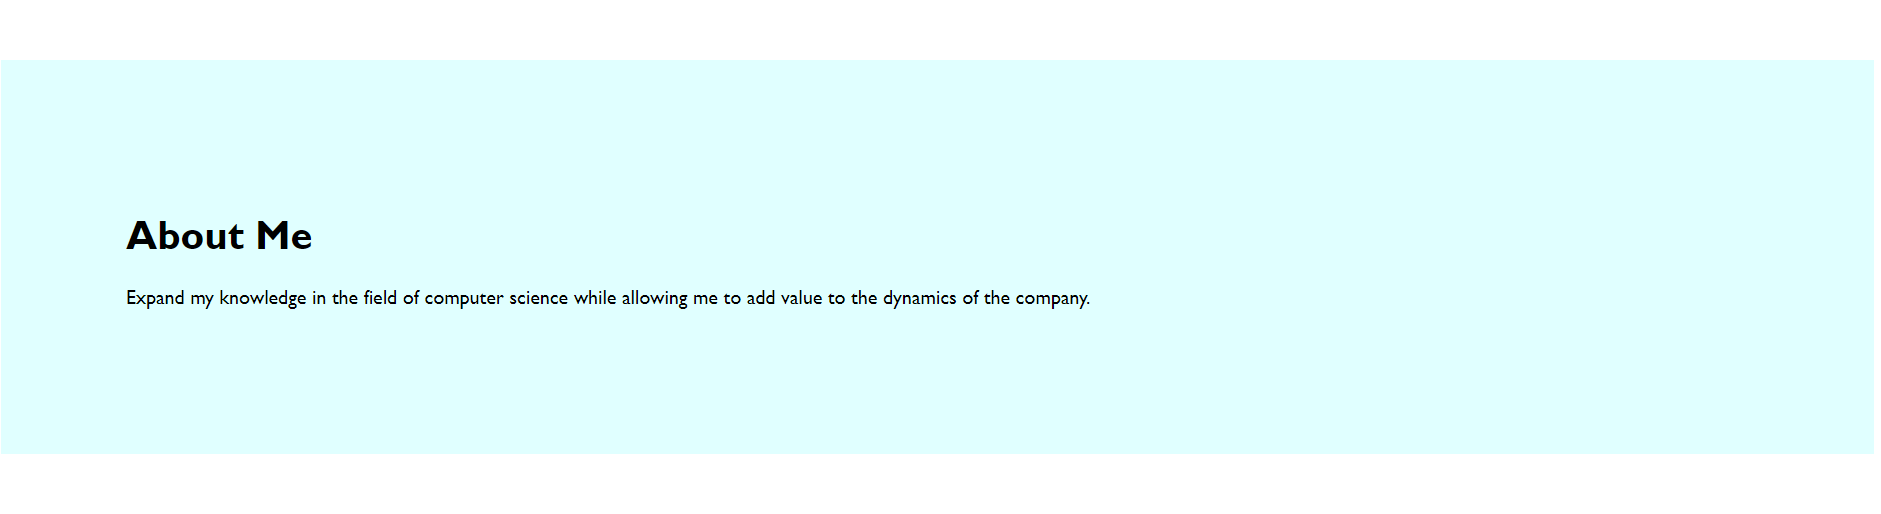 About Me
Expand my knowledge in the field of computer science while allowing me to add value to the dynamics of the company.